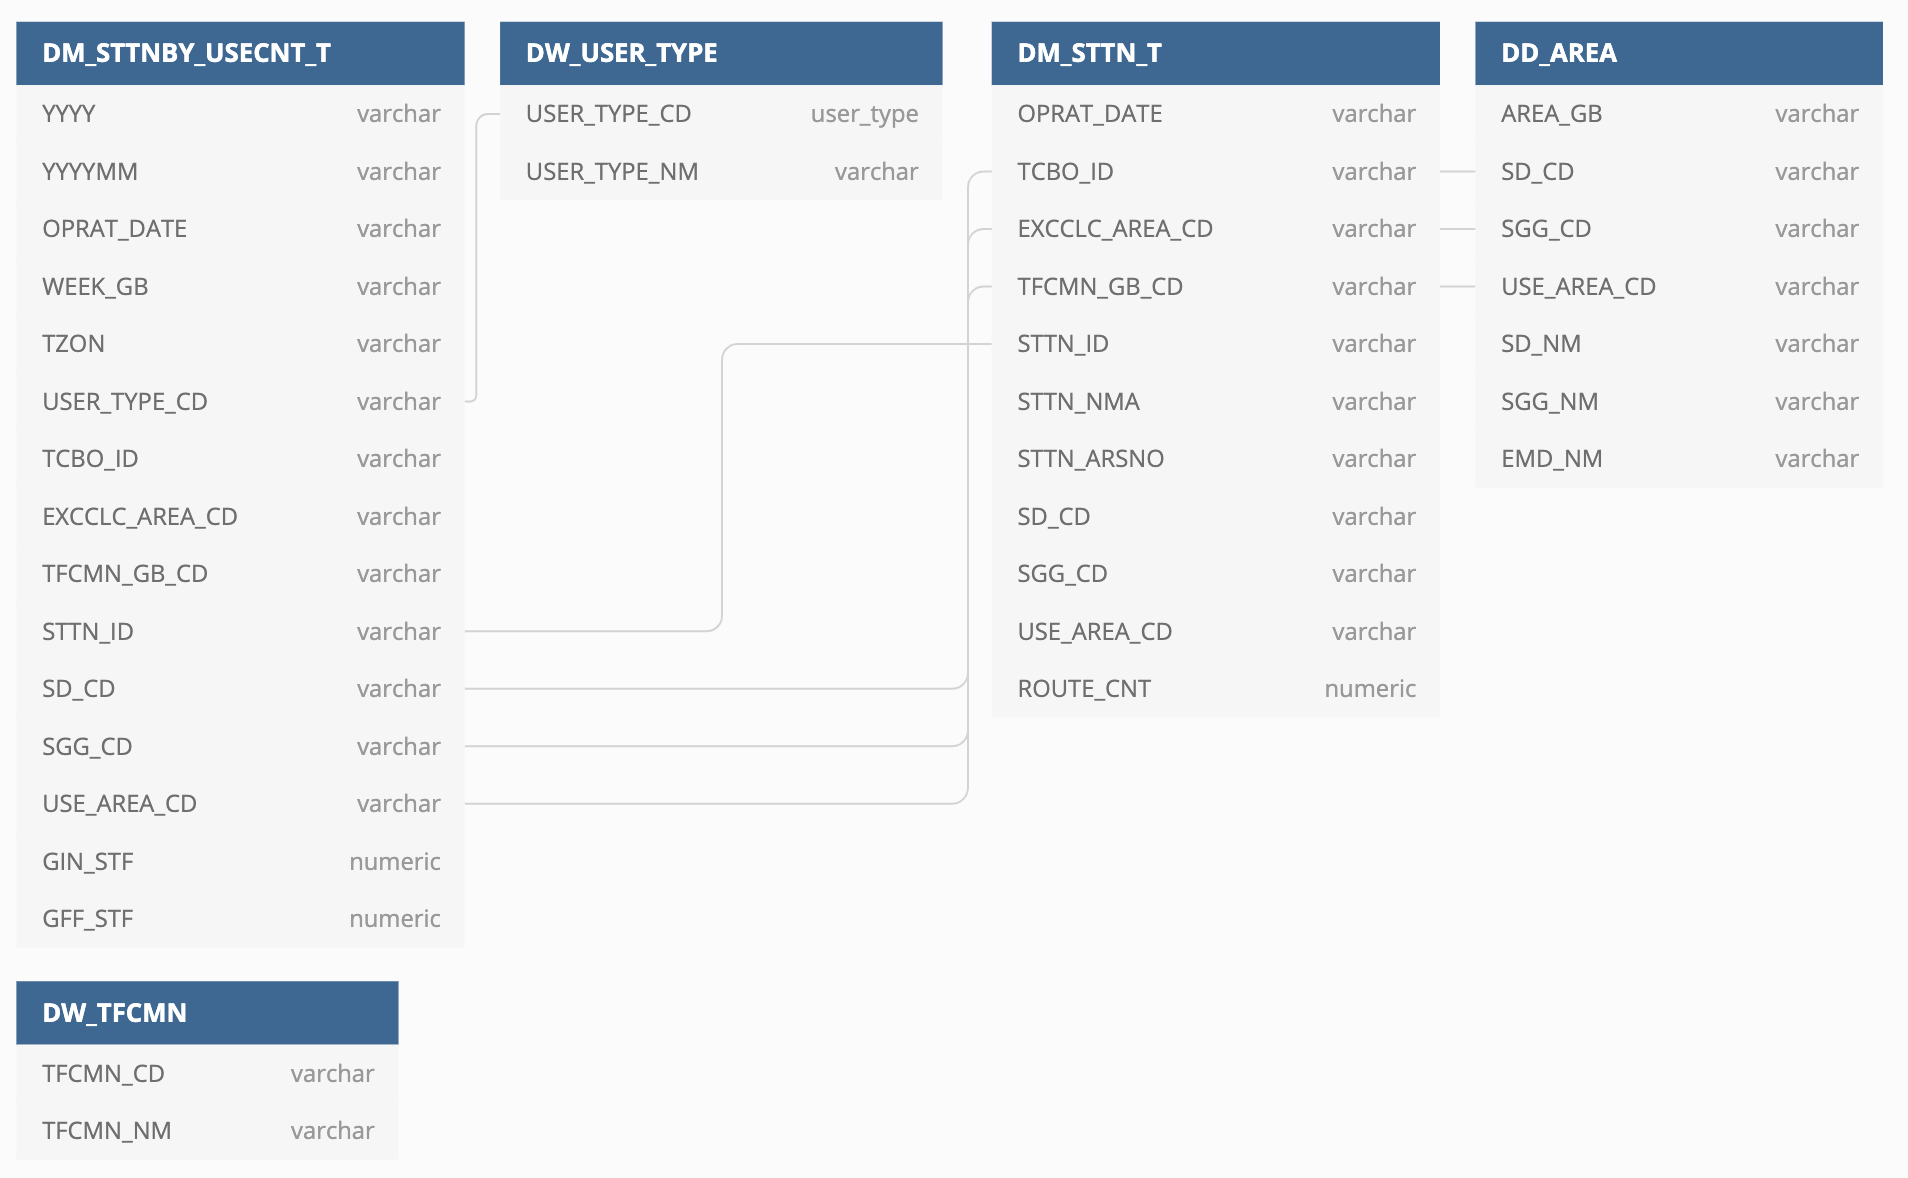 DM_STTNBY_USECNT_T
YYYY varchar
YYYYMM varchar
OPRAT_DATE varchar
WEEK_GB varchar
TZON varchar
USER_TYPE_CD varchar
TCBO_ID varchar
EXCCLC_AREA_CD varchar
TFCMN_GB_CD varchar
STTN_ID varchar
SD_CD varchar
SGG_CD varchar
USE_AREA_CD varchar
GIN_STF numeric
GFF_STF numeric
DW_USER_TYPE
USER_TYPE_CD user_type
USER_TYPE_NM varchar
DM_STTN_T
OPRAT_DATE varchar
TCBO_ID varchar
EXCCLC_AREA_CD varchar
TFCMN_GB_CD varchar
STTN_ID varchar
STTN_NMA varchar
STTN_ARSNO varchar
SD_CD varchar
SGG_CD varchar
USE_AREA_CD varchar
ROUTE_CNT numeric
DD_AREA
AREA_GB varchar
SD_CD varchar
SGG_CD varchar
USE_AREA_CD varchar
SD_NM varchar
SGG_NM varchar
EMD_NM varchar
DW_TFCMN
TFCMN_CD varchar
TFCMN_NM varchar